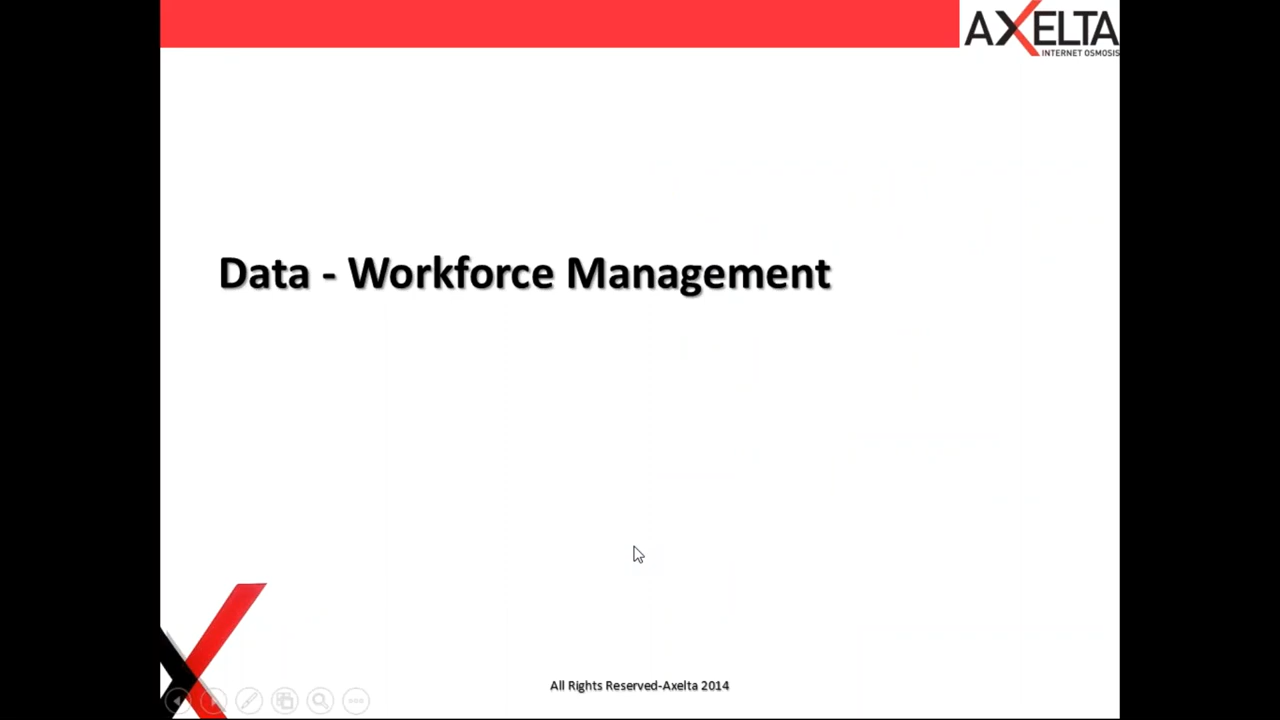 AXELTA
INTERNET OSMOSIS
Data - Workforce Management
All Rights Reserved-Axelta 2014